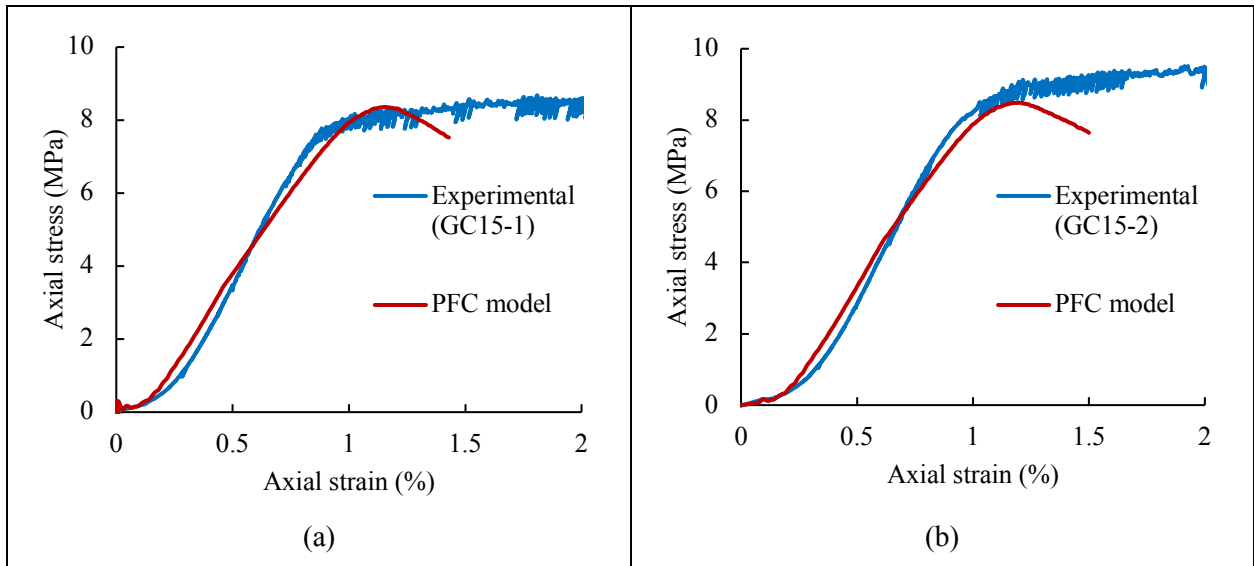 10
8
6
4
2
0
Axial stress (MPa)
Experimental
(GC15-1)
PFC model
0 0.5 1 1.5 2
Axial strain (%)
(a)
10
8
6
4
2
0
Axial stress (MPa)
Experimental
(GC15-2)
PFC model
0 0.5 1 1.5 2
Axial strain (%)
(b)